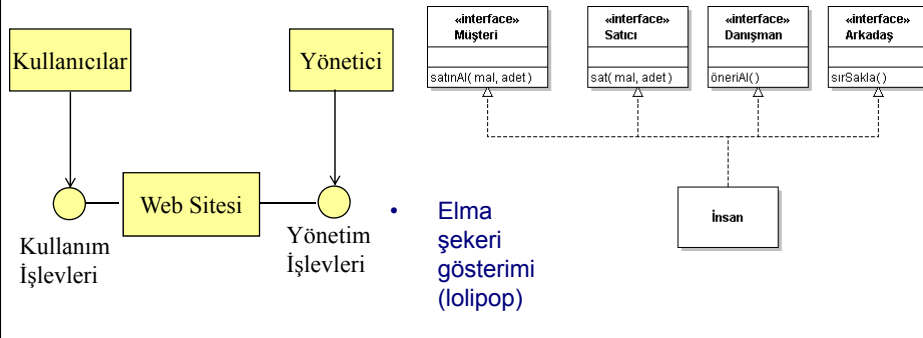 Kullanıcılar
Yönetici
Web Sitesi
Kullanım
İşlevleri
Yönetim
İşlevleri
• Elma
şekeri
gösterimi
(lolipop)
«interface»
Müşteri
satınAl( mal, adet )
«interface»
Satıcı
sat( mal, adet )
«interface»
Danışman
öneriAl( )
«interface»
Arkadaş
sırSakla( )
İnsan